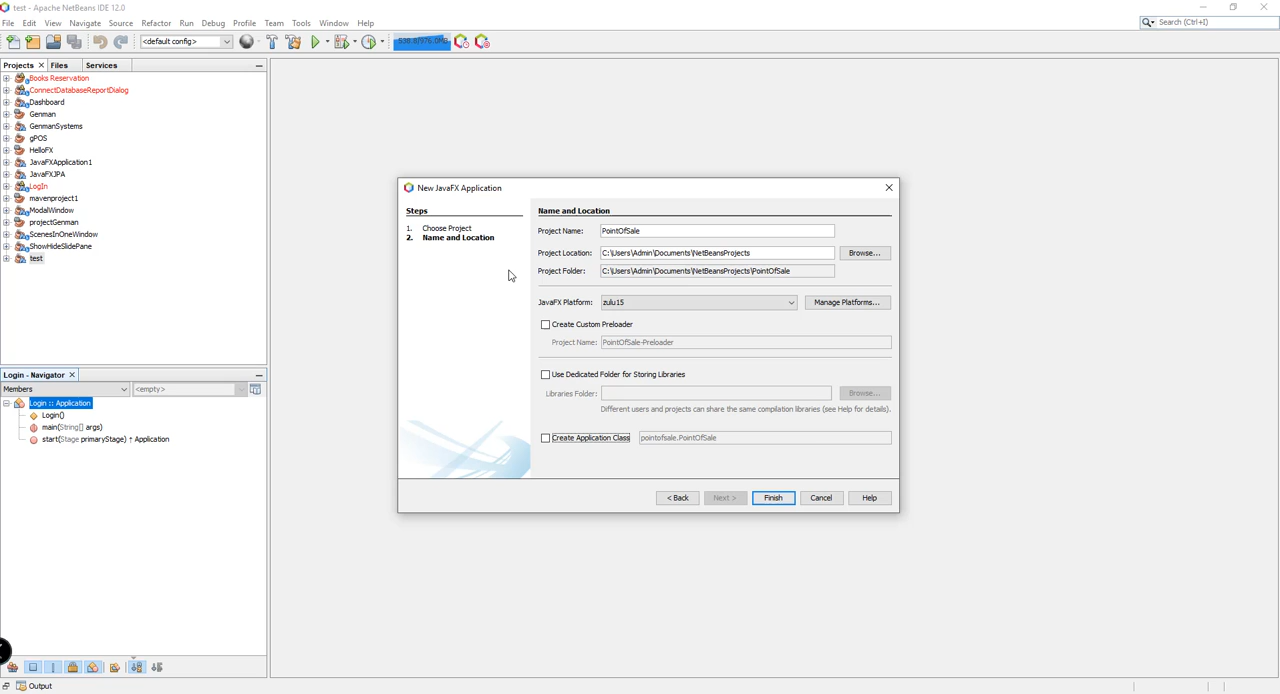 test - Apache NetBeans IDE 12.0
File Edit View Navigate Source Refactor Run Debug Profile Team Tools Window Help
Search (Ctrl+I)
<default config>
538.8/976.0MB
Projects Files Services
Books Reservation
ConnectDatabaseReportDialog
Dashboard
Genman
GenmanSystems
gPOS
HelloFX
JavaFXApplication1
JavaFXJPA
LogIn
mavenproject1
ModalWindow
projectGenman
ScenesInOneWindow
ShowHideSlidePane
test
New JavaFX Application
Steps
1. Choose Project
2. Name and Location
Name and Location
Project Name: PointOfSale
Project Location: C:\Users\Admin\Documents\NetBeansProjects Browse...
Project Folder: C:\Users\Admin\Documents\NetBeansProjects\PointOfSale
JavaFX Platform: zulu15 Manage Platforms...
Create Custom Preloader
Project Name: PointOfSale-Preloader
Use Dedicated Folder for Storing Libraries
Libraries Folder: Browse...
Different users and projects can share the same compilation libraries (see Help for details).
Create Application Class pointofsale.PointOfSale
< Back Next > Finish Cancel Help
Login - Navigator
Members <empty>
Login :: Application
Login()
main(String[] args)
start(Stage primaryStage) ↑ Application
Output